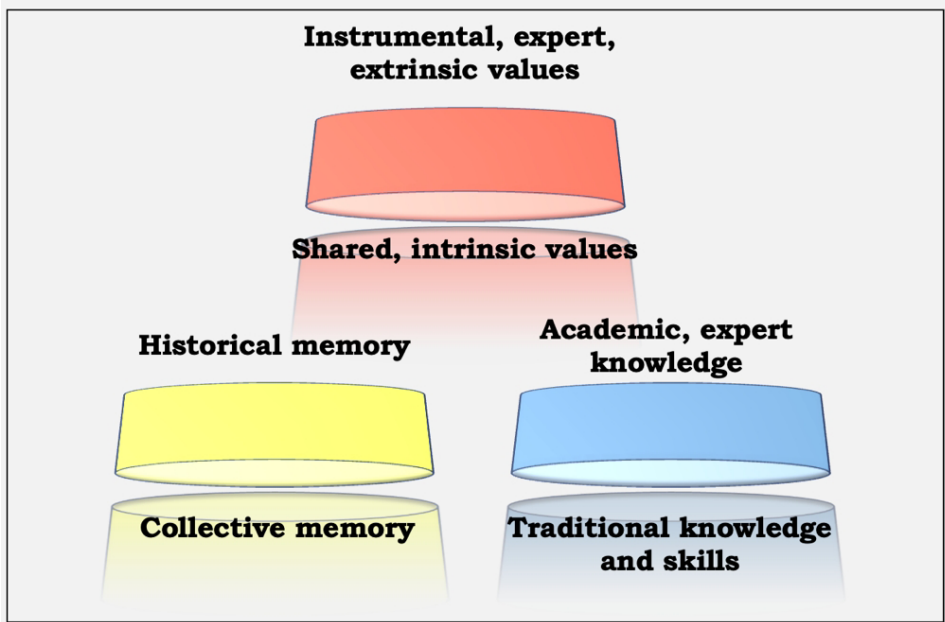 Instrumental, expert,
extrinsic values
Shared, intrinsic values
Historical memory
Academic, expert
knowledge
Collective memory
Traditional knowledge
and skills